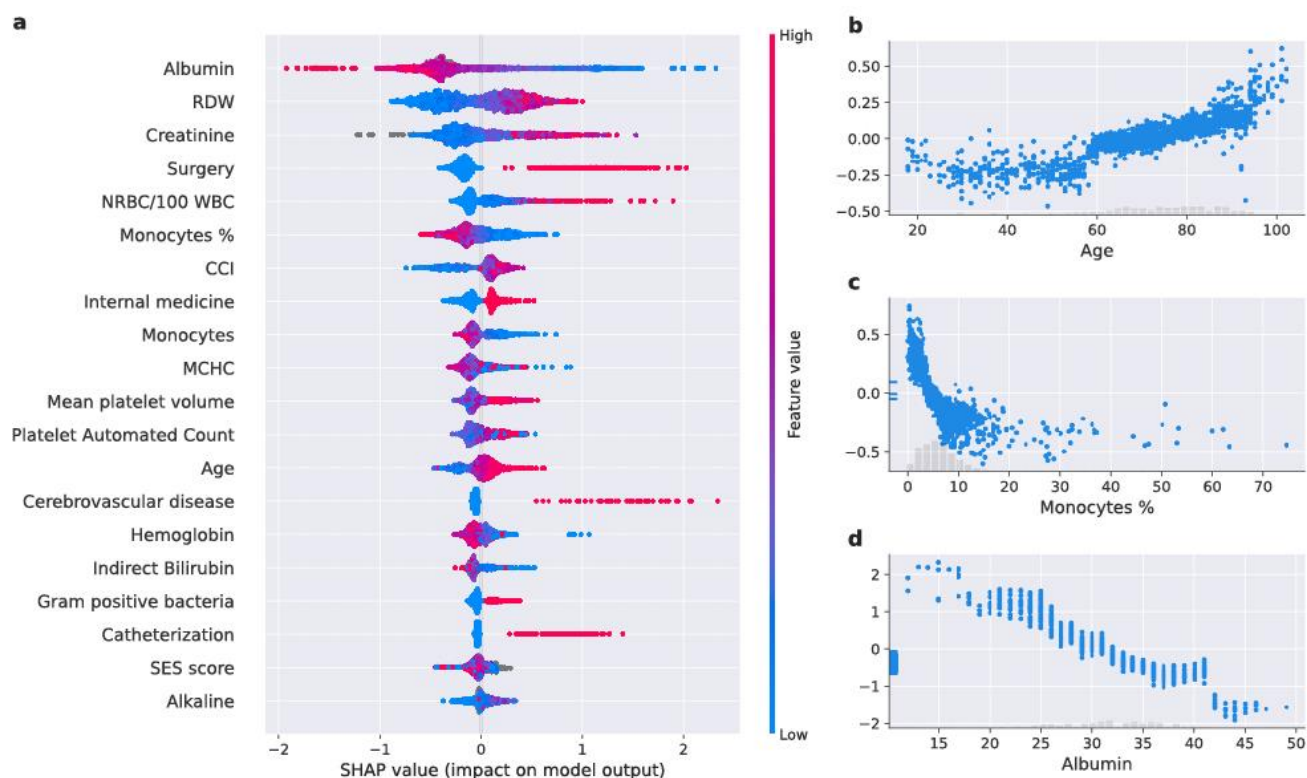 a
Albumin
RDW
Creatinine
Surgery
NRBC/100 WBC
Monocytes %
CCI
Internal medicine
Monocytes
MCHC
Mean platelet volume
Platelet Automated Count
Age
Cerebrovascular disease
Hemoglobin
Indirect Bilirubin
Gram positive bacteria
Catheterization
SES score
Alkaline
−2 −1 0 1 2
SHAP value (impact on model output)
High
Feature value
Low
b
0.50
0.25
0.00
−0.25
−0.50
20 40 60 80 100
Age
c
0.5
0.0
−0.5
0 10 20 30 40 50 60 70
Monocytes %
d
2
1
0
−1
−2
15 20 25 30 35 40 45 50
Albumin